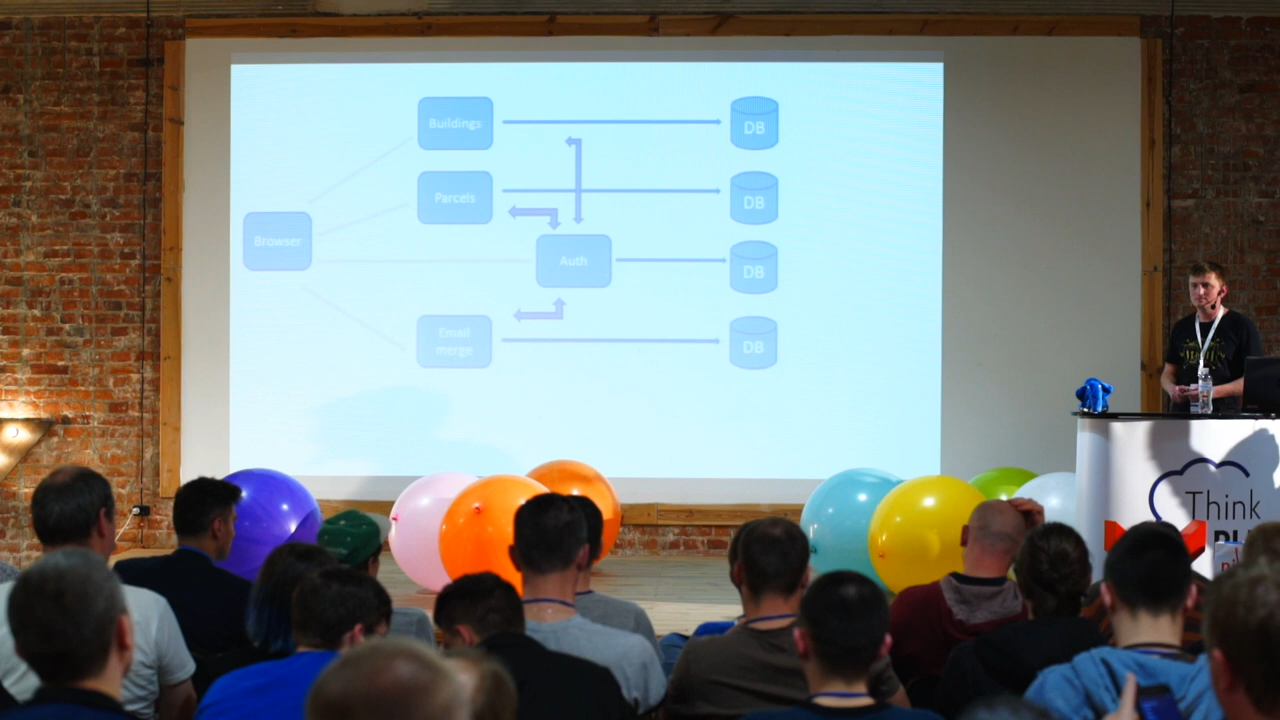 Buildings
DB
Parcels
DB
Browser
Auth
DB
Email
merge
DB
Think